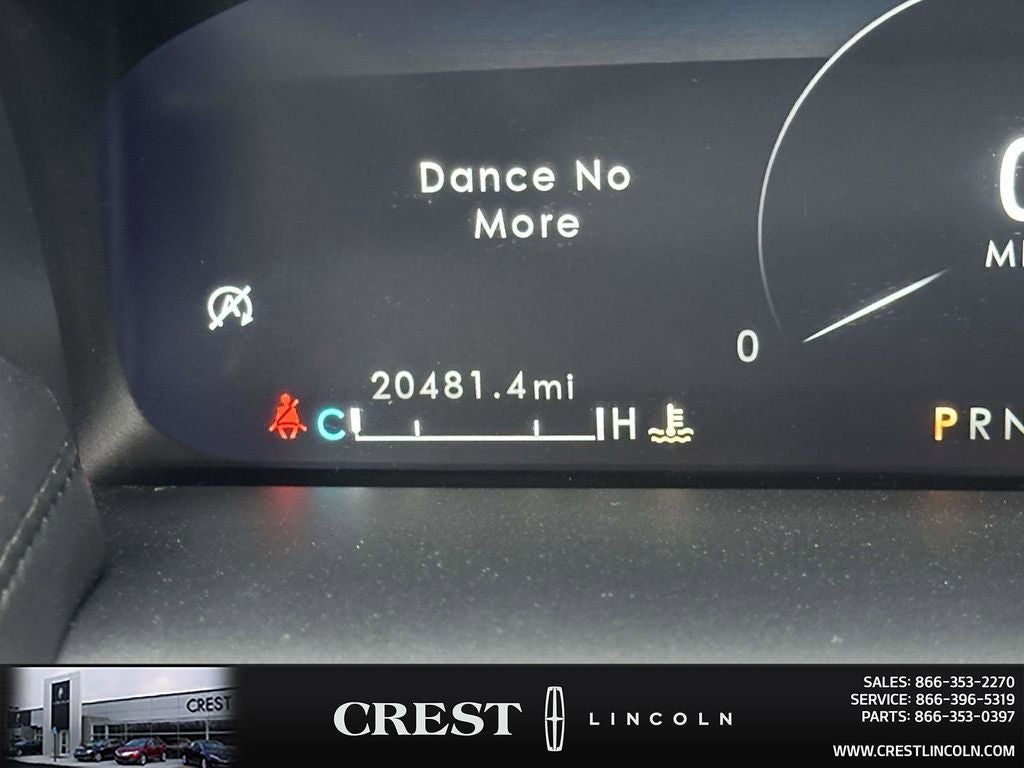 Dance No
More
A
0
MI
20481.4mi
C H
PRN
CREST
CREST LINCOLN
SALES: 866-353-2270
SERVICE: 866-396-5319
PARTS: 866-353-0397
WWW.CRESTLINCOLN.COM